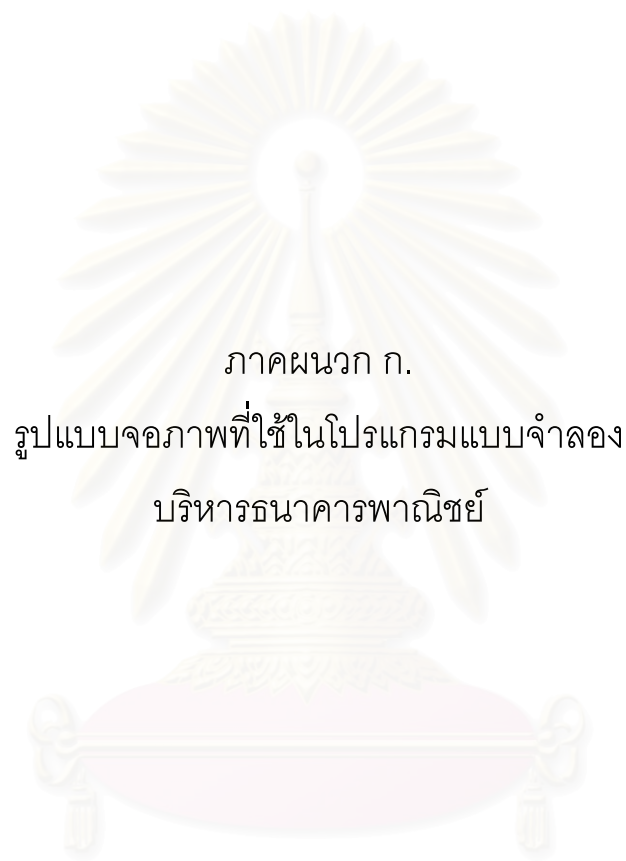 ภาคผนวก ก.
รูปแบบจอภาพที่ใช้ในโปรแกรมแบบจำลอง
บริหารธนาคารพาณิชย์